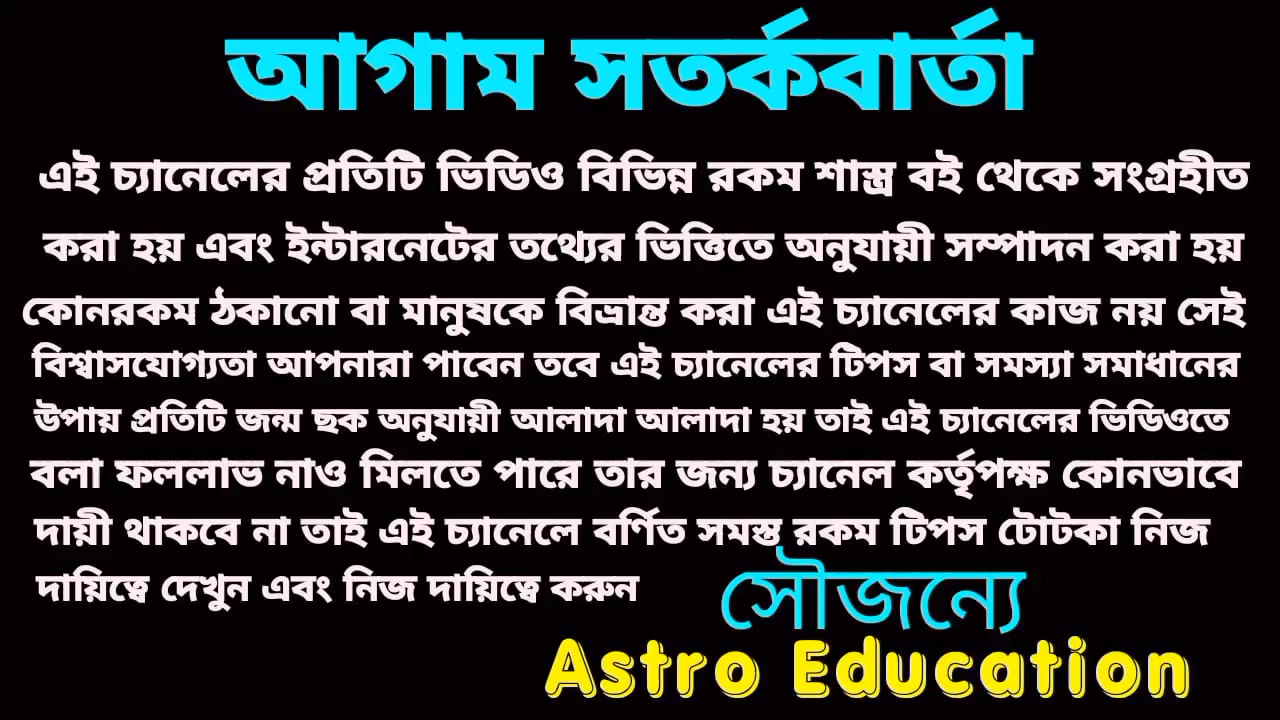 আগাম সতর্কবার্তা
এই চ্যানেলের প্রতিটি ভিডিও বিভিন্ন রকম শাস্ত্র বই থেকে সংগ্রহীত
করা হয় এবং ইন্টারনেটের তথ্যের ভিত্তিতে অনুযায়ী সম্পাদন করা হয়
কোনরকম ঠকানো বা মানুষকে বিভ্রান্ত করা এই চ্যানেলের কাজ নয় সেই
বিশ্বাসযোগ্যতা আপনারা পাবেন তবে এই চ্যানেলের টিপস বা সমস্যা সমাধানের
উপায় প্রতিটি জন্ম ছক অনুযায়ী আলাদা আলাদা হয় তাই এই চ্যানেলের ভিডিওতে
বলা ফললাভ নাও মিলতে পারে তার জন্য চ্যানেল কর্তৃপক্ষ কোনভাবে
দায়ী থাকবে না তাই এই চ্যানেলে বর্ণিত সমস্ত রকম টিপস টোটকা নিজ
দায়িত্বে দেখুন এবং নিজ দায়িত্বে করুন
সৌজন্যে
Astro Education